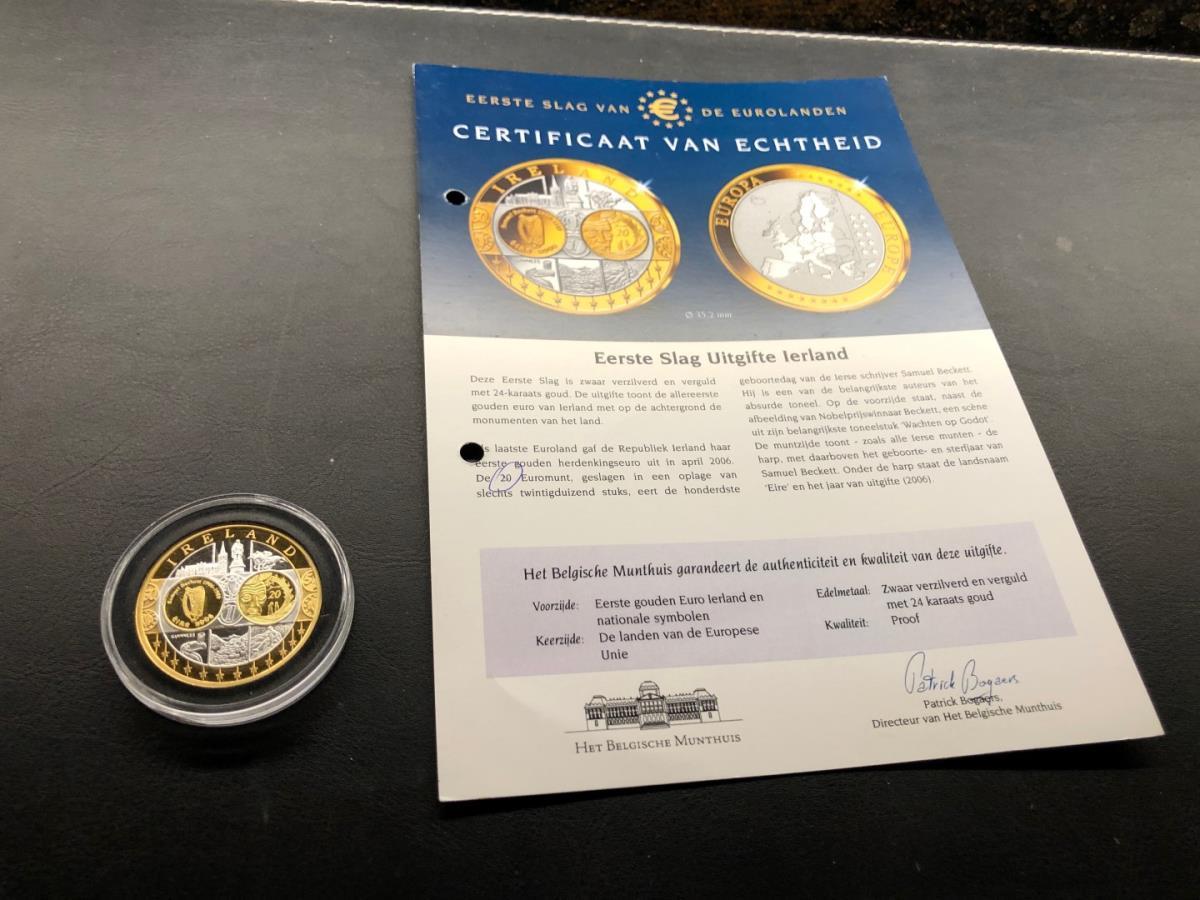 EERSTE SLAG VAN € DE EUROLANDEN
CERTIFICAAT VAN ECHTHEID
IRELAND
EUROPA
EUROPE
20
Ø 35,2 mm
Eerste Slag Uitgifte Ierland
Deze Eerste Slag is zwaar verzilverd en verguld
met 24-karaats goud. De uitgifte toont de allereerste
gouden euro van Ierland met op de achtergrond de
monumenten van het land.
s laatste Euroland gaf de Republiek Ierland haar
eerste gouden herdenkingseuro uit in april 2006.
De 20 Euromunt, geslagen in een oplage van
slechts twintigduizend stuks, eert de honderdste
geboortedag van de Ierse schrijver Samuel Beckett.
Hij is een van de belangrijkste auteurs van het
absurde toneel. Op de voorzijde staat, naast de
afbeelding van Nobelprijswinnaar Beckett, een scène
uit zijn belangrijkste toneelstuk 'Wachten op Godot'
De muntzijde toont - zoals alle Ierse munten - de
harp, met daarboven het geboorte- en sterfjaar van
Samuel Beckett. Onder de harp staat de landsnaam
'Eire' en het jaar van uitgifte (2006).
Het Belgische Munthuis garandeert de authenticiteit en kwaliteit van deze uitgifte.
Voorzijde: Eerste gouden Euro Ierland en
nationale symbolen
Keerzijde: De landen van de Europese
Unie
Edelmetaal: Zwaar verzilverd en verguld
met 24 karaats goud
Kwaliteit: Proof
HET BELGISCHE MUNTHUIS
Patrick Bogaers
Patrick Bogaers,
Directeur van Het Belgische Munthuis
IRELAND
20
ÉIRE 2006
GUINNESS